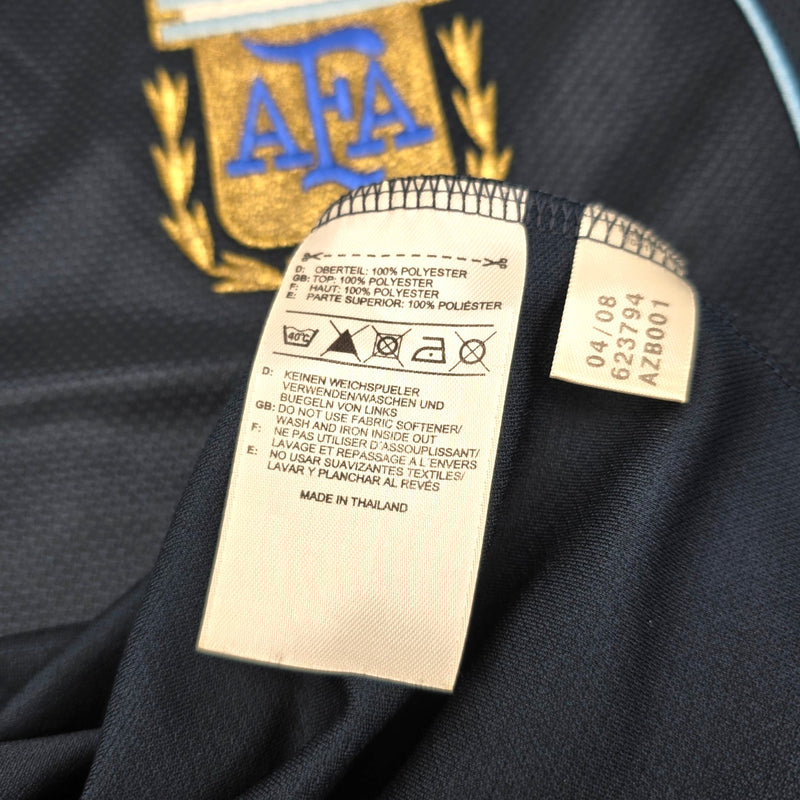 AFA
D: OBERTEIL: 100% POLYESTER
GB: TOP: 100% POLYESTER
F: HAUT: 100% POLYESTER
E: PARTE SUPERIOR: 100% POLIÉSTER
40°C
D: KEINEN WEICHSPUELER
VERWENDEN/WASCHEN UND
BUEGELN VON LINKS
GB: DO NOT USE FABRIC SOFTENER/
WASH AND IRON INSIDE OUT
F: NE PAS UTILISER D'ASSOUPLISSANT/
LAVAGE ET REPASSAGE A L'ENVERS
E: NO USAR SUAVIZANTES TEXTILES/
LAVAR Y PLANCHAR AL REVÉS
MADE IN THAILAND
04/08
623794
AZB001